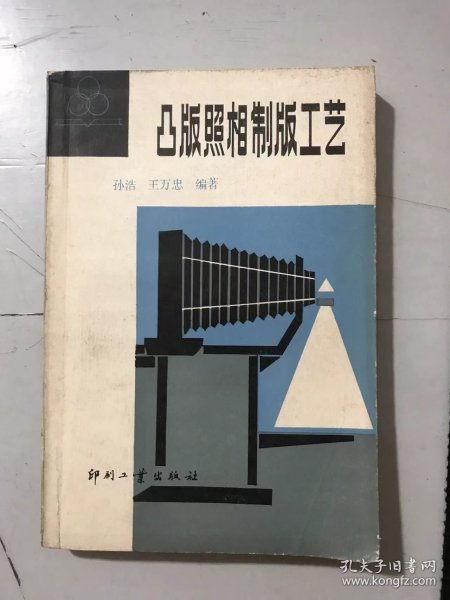 凸版照相制版工艺
孙浩 王万忠 编著
印刷工业出版社
孔夫子旧书网
www.kongfz.com